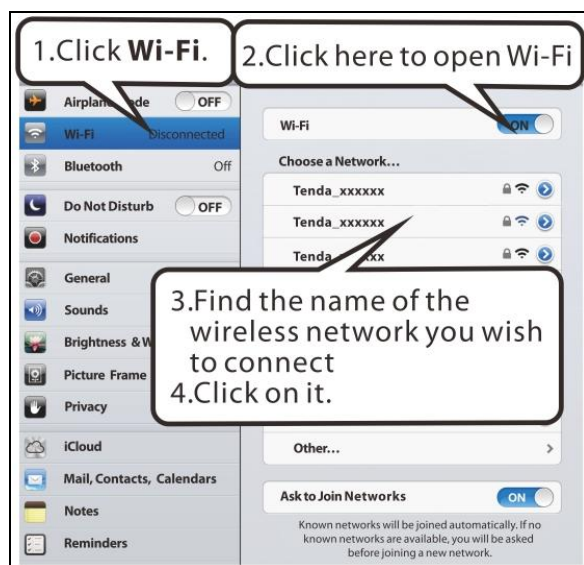 1.Click Wi-Fi.
2.Click here to open Wi-Fi
OFF
Wi-Fi
Disconnected
Bluetooth
Off
Do Not Disturb
OFF
Notifications
General
Sounds
Brightness & W
Picture Frame
Privacy
iCloud
Mail, Contacts, Calendars
Notes
Reminders
Wi-Fi
ON
Choose a Network...
Tenda_xxxxxx
Tenda_xxxxxx
3.Find the name of the
wireless network you wish
to connect
4.Click on it.
Other...
Ask to Join Networks
ON
Known networks will be joined automatically. If no
known networks are available, you will be asked
before joining a new network.